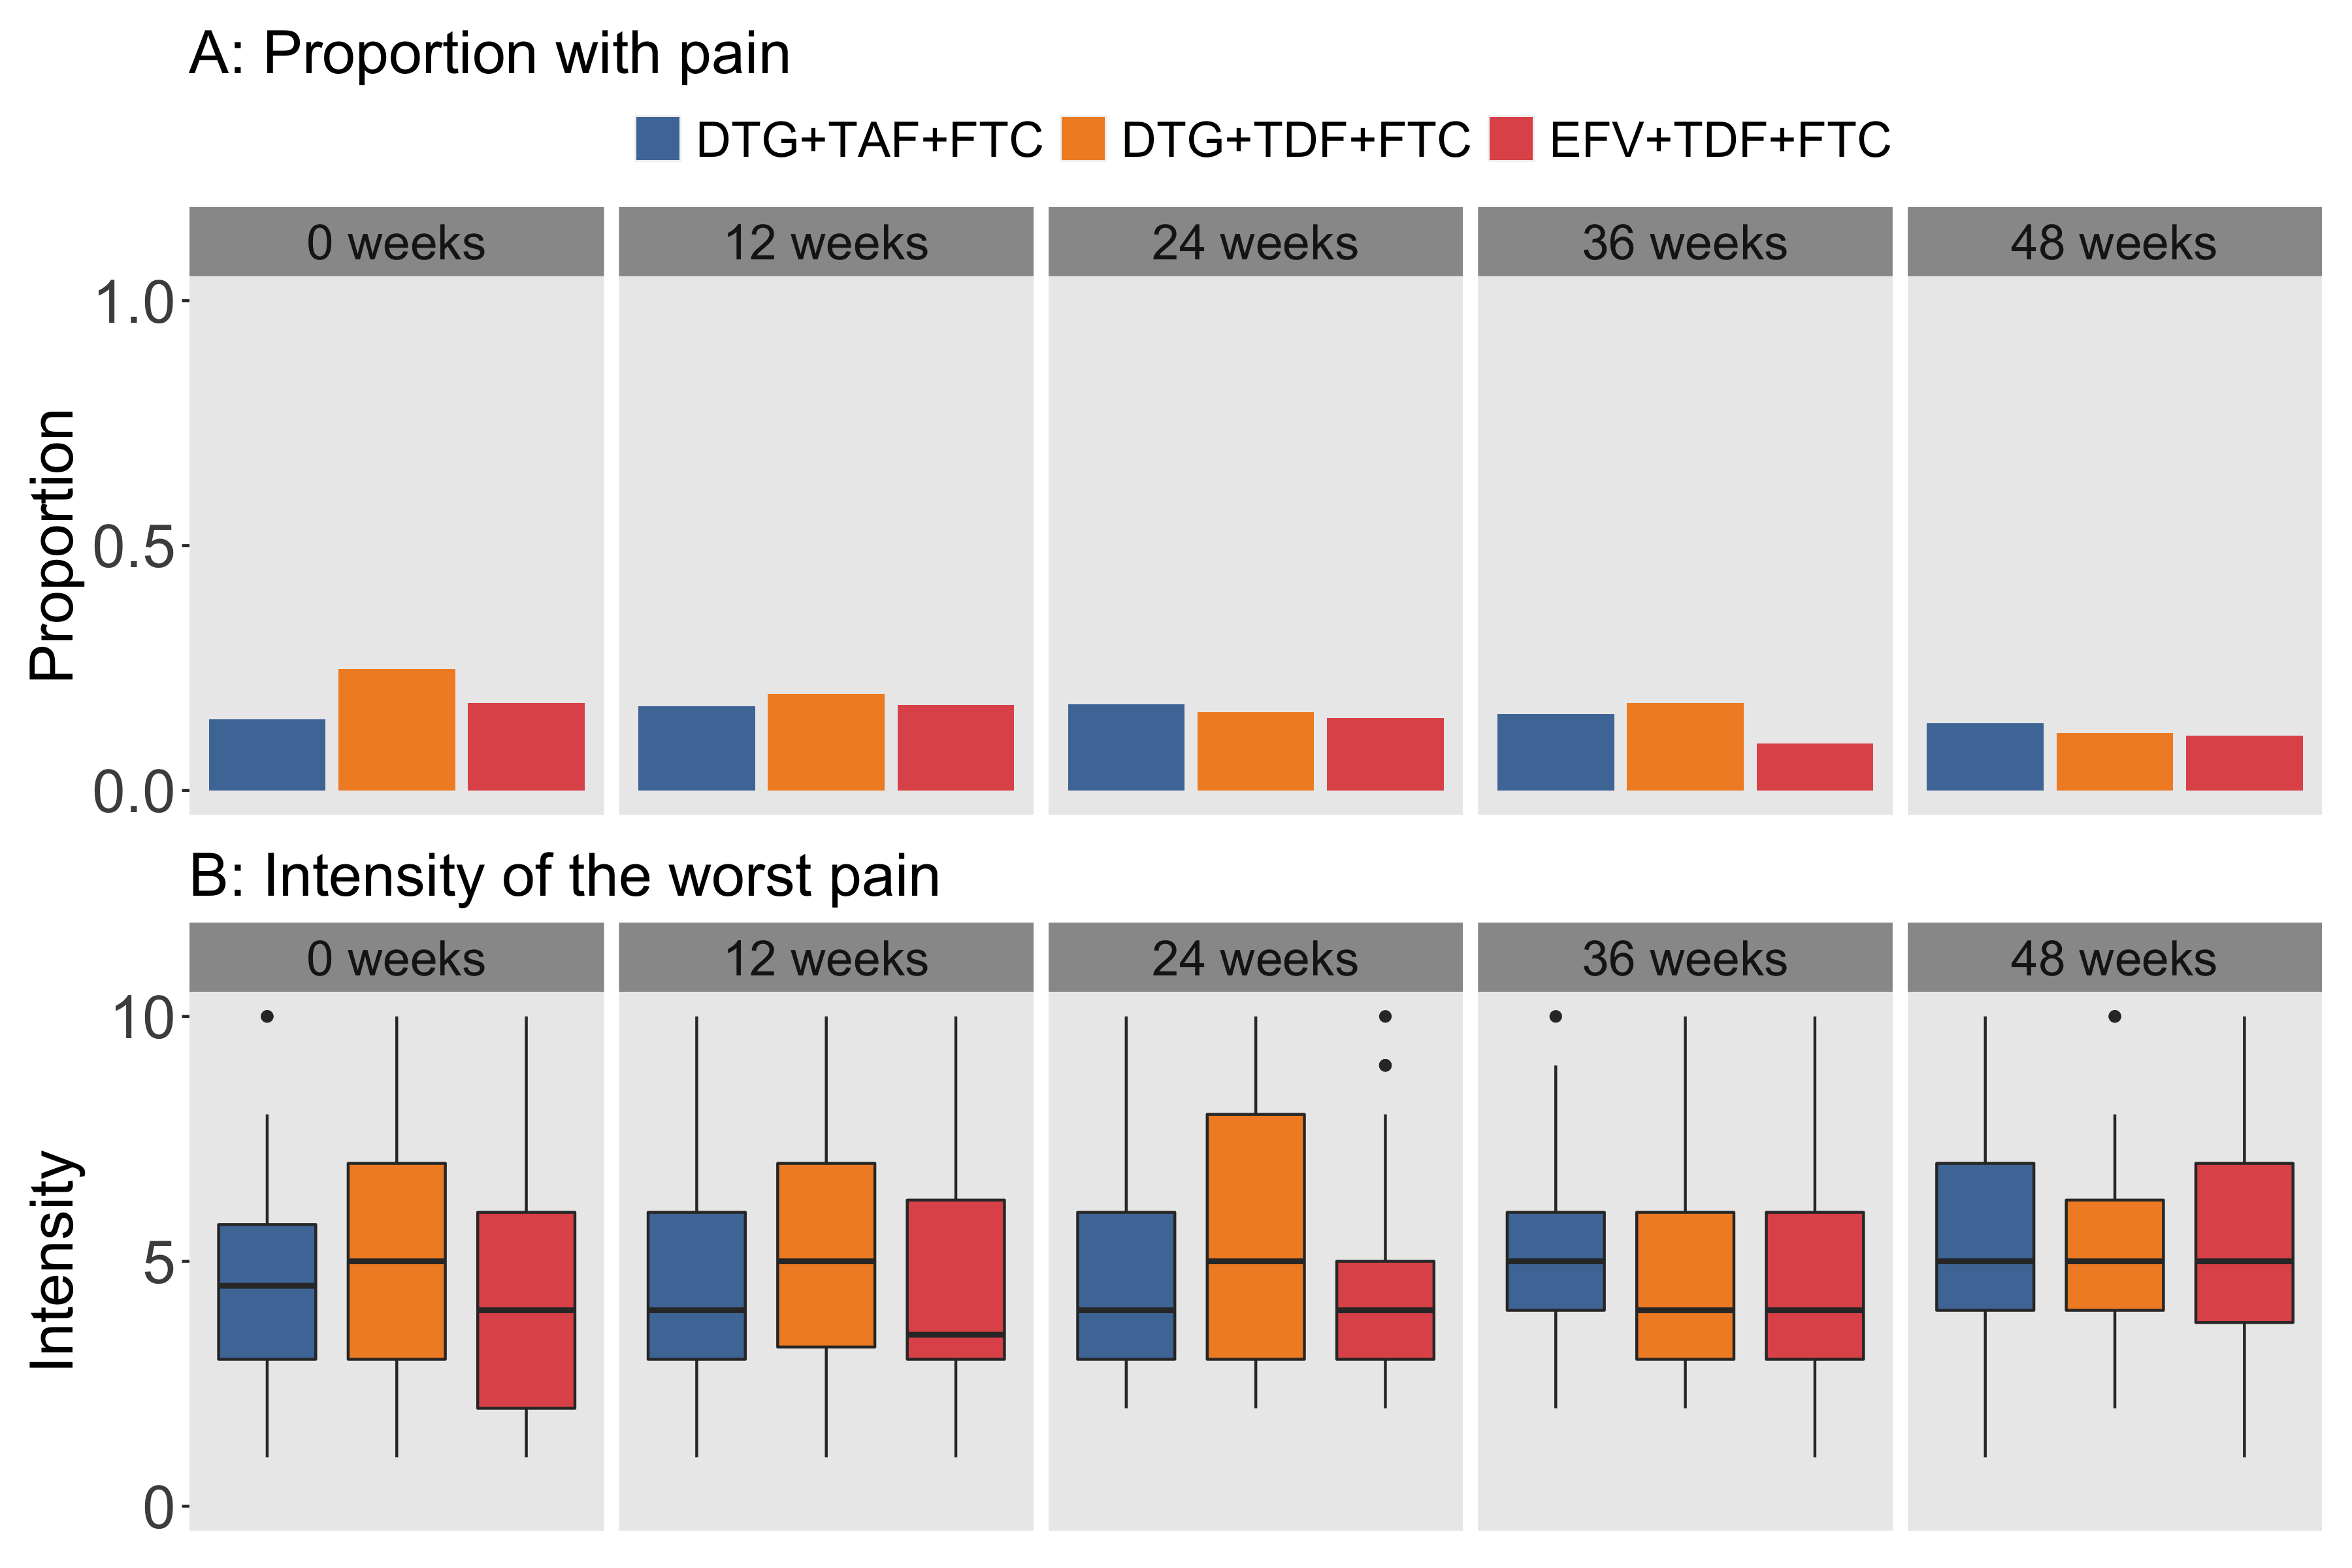 A: Proportion with pain
DTG+TAF+FTC DTG+TDF+FTC EFV+TDF+FTC
0 weeks 12 weeks 24 weeks 36 weeks 48 weeks
1.0
0.5
0.0
Proportion
B: Intensity of the worst pain
0 weeks 12 weeks 24 weeks 36 weeks 48 weeks
10
5
0
Intensity